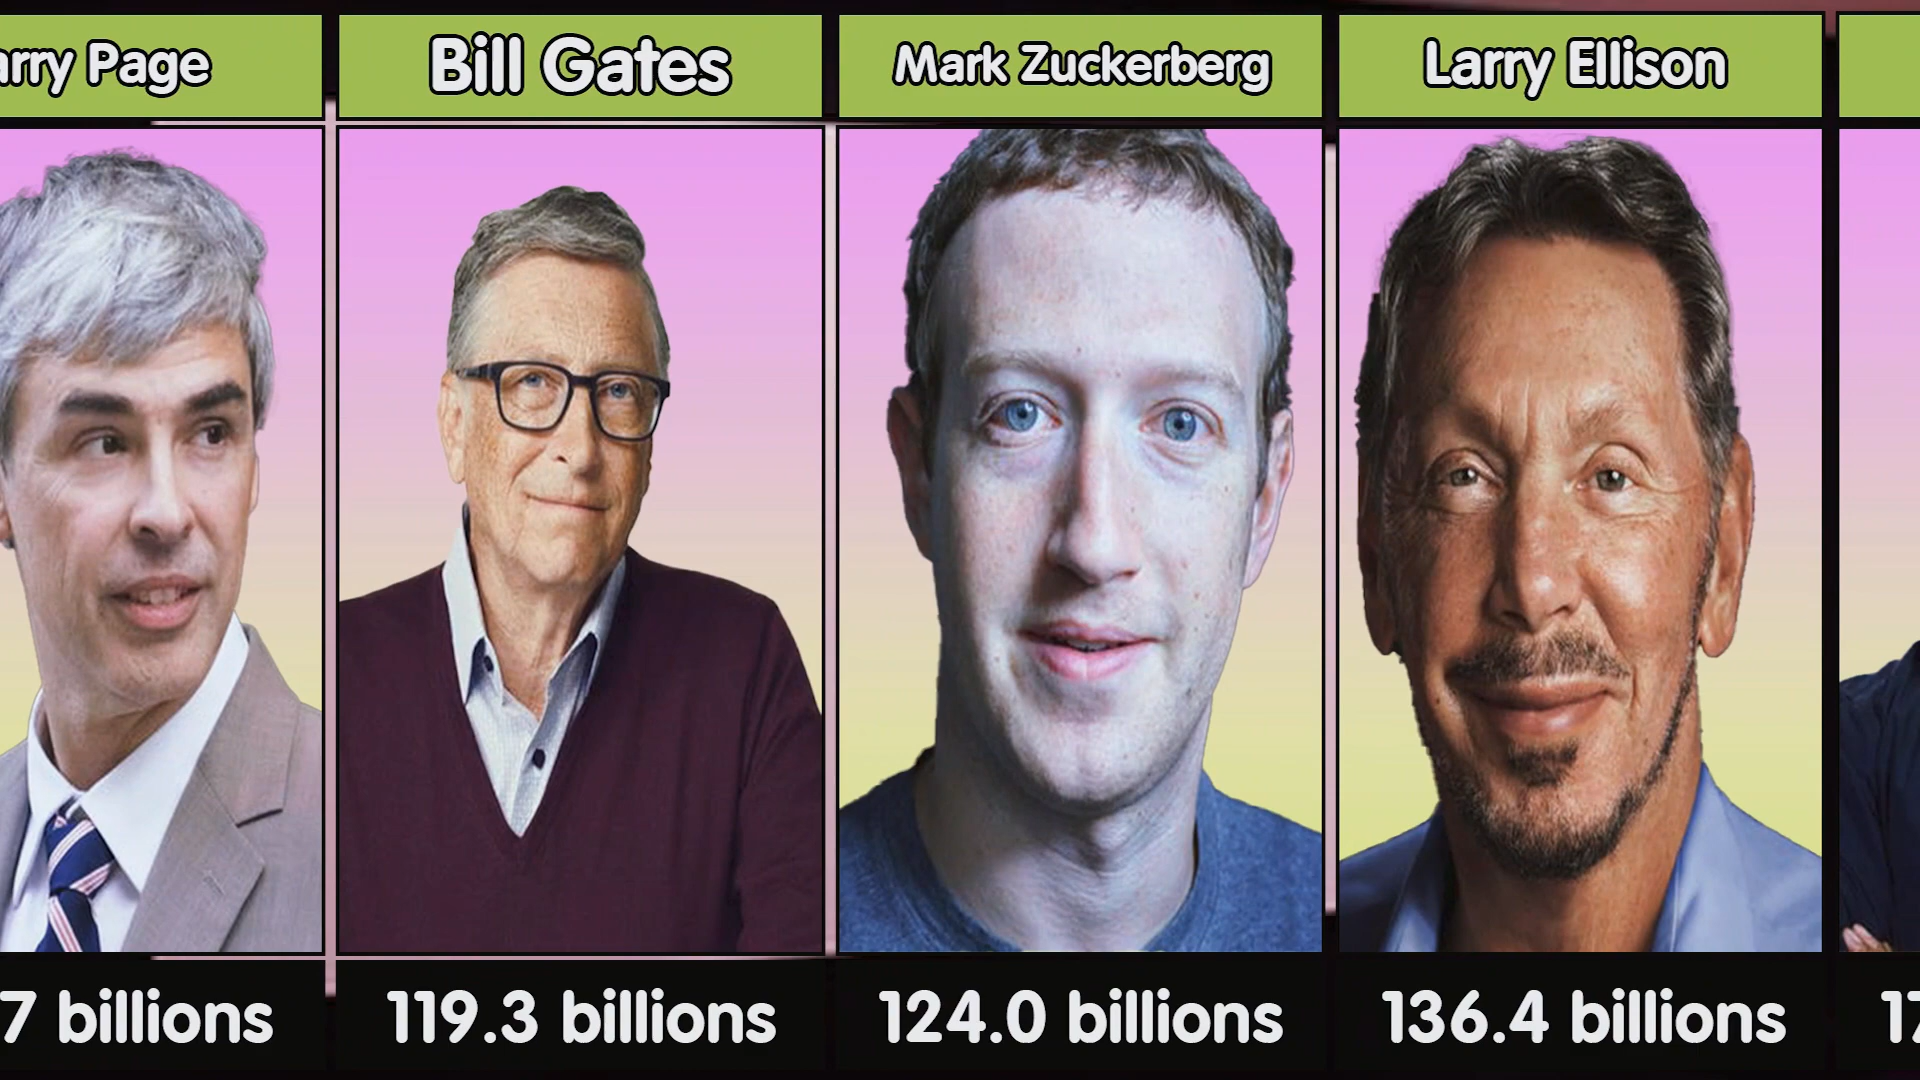 arry Page
Bill Gates
Mark Zuckerberg
Larry Ellison
7 billions
119.3 billions
124.0 billions
136.4 billions
17